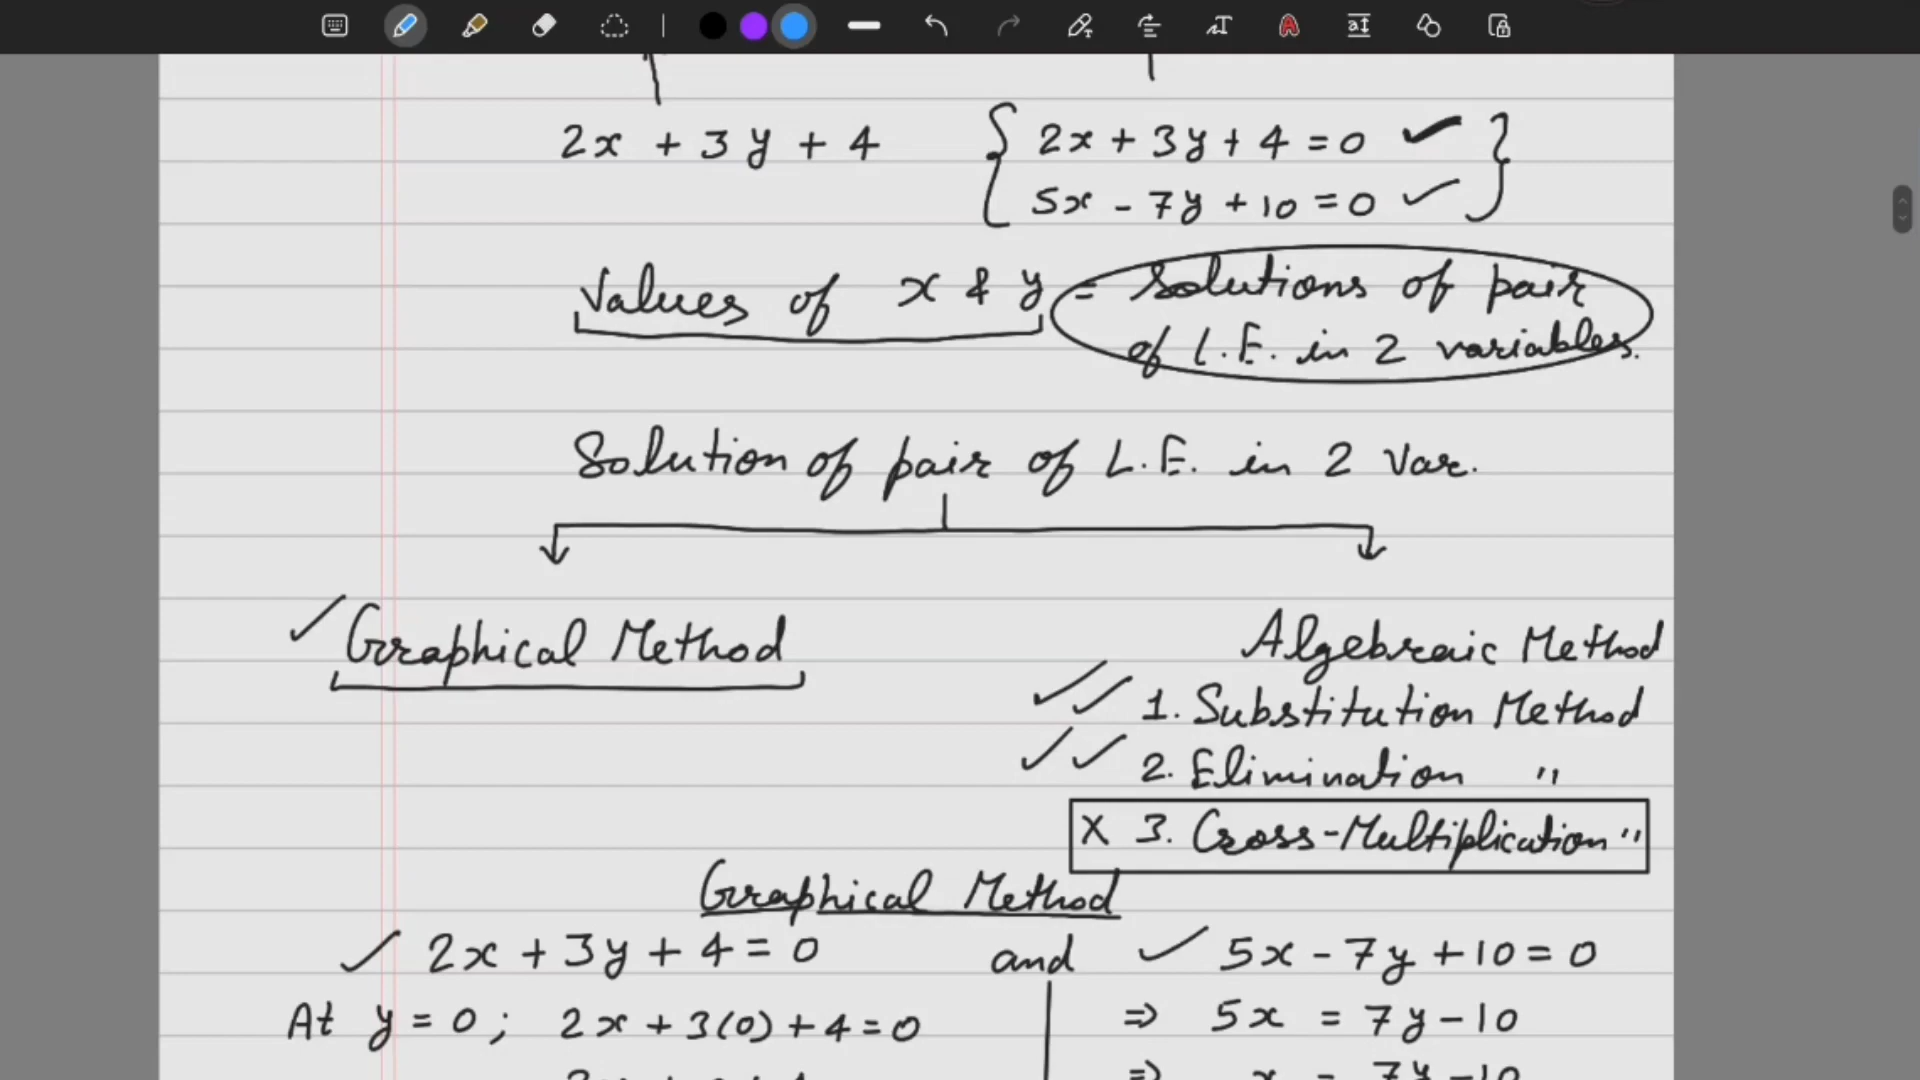 2x + 3y + 4
2x + 3y + 4 = 0 ✓
5x - 7y + 10 = 0 ✓
Values of x & y = Solutions of pair
of L.E. in 2 variables.
Solution of pair of L.E. in 2 Var.
✓ Graphical Method
Algebraic Method
✓✓ 1. Substitution Method
✓✓ 2. Elimination "
X 3. Cross-Multiplication "
Graphical Method
✓ 2x + 3y + 4 = 0 and ✓ 5x - 7y + 10 = 0
At y = 0 ; 2x + 3(0) + 4 = 0
⇒ 5x = 7y - 10
⇒ x = 7y - 10